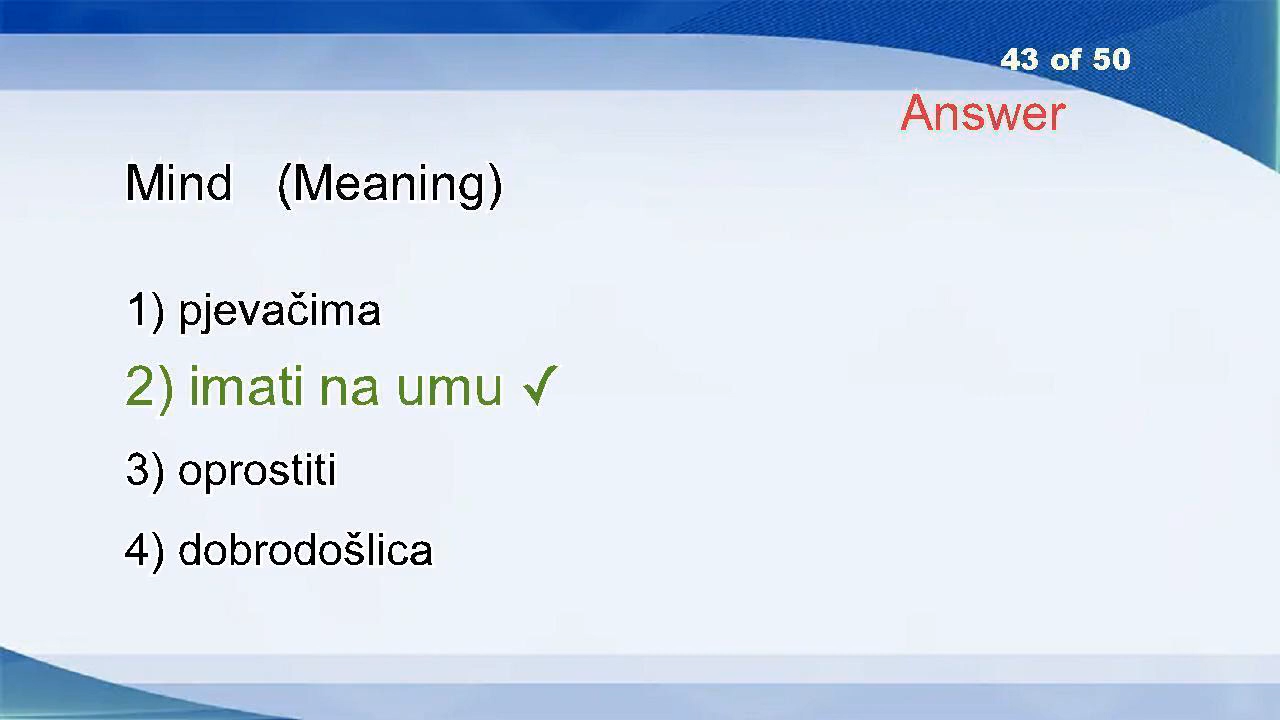 43 of 50
Answer
Mind (Meaning)
1) pjevačima
2) imati na umu ✓
3) oprostiti
4) dobrodošlica